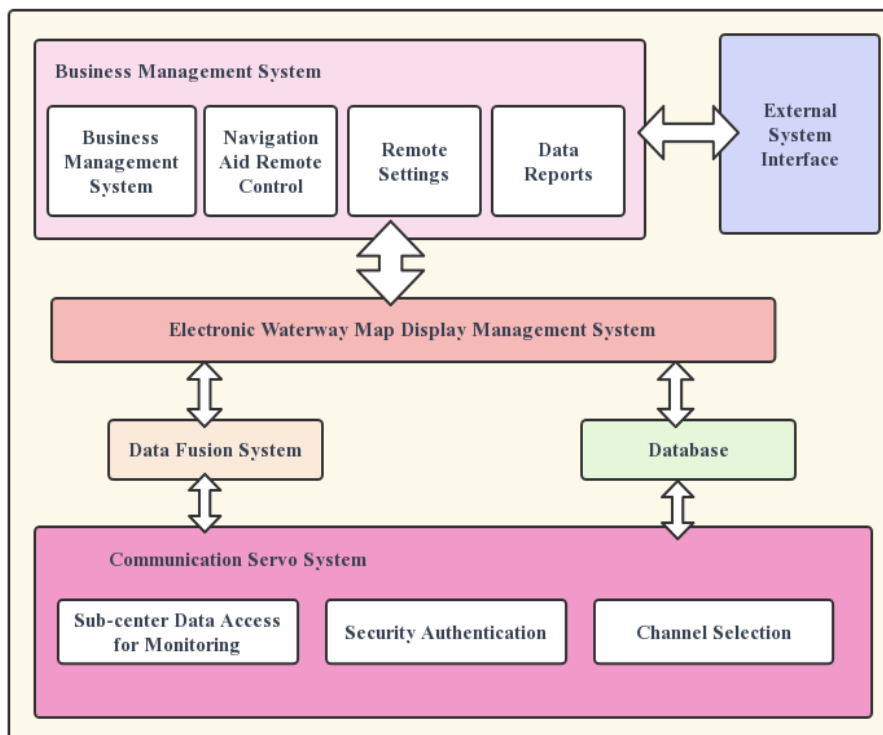 Business Management System
Business
Management
System
Navigation
Aid Remote
Control
Remote
Settings
Data
Reports
External
System
Interface
Electronic Waterway Map Display Management System
Data Fusion System
Database
Communication Servo System
Sub-center Data Access
for Monitoring
Security Authentication
Channel Selection